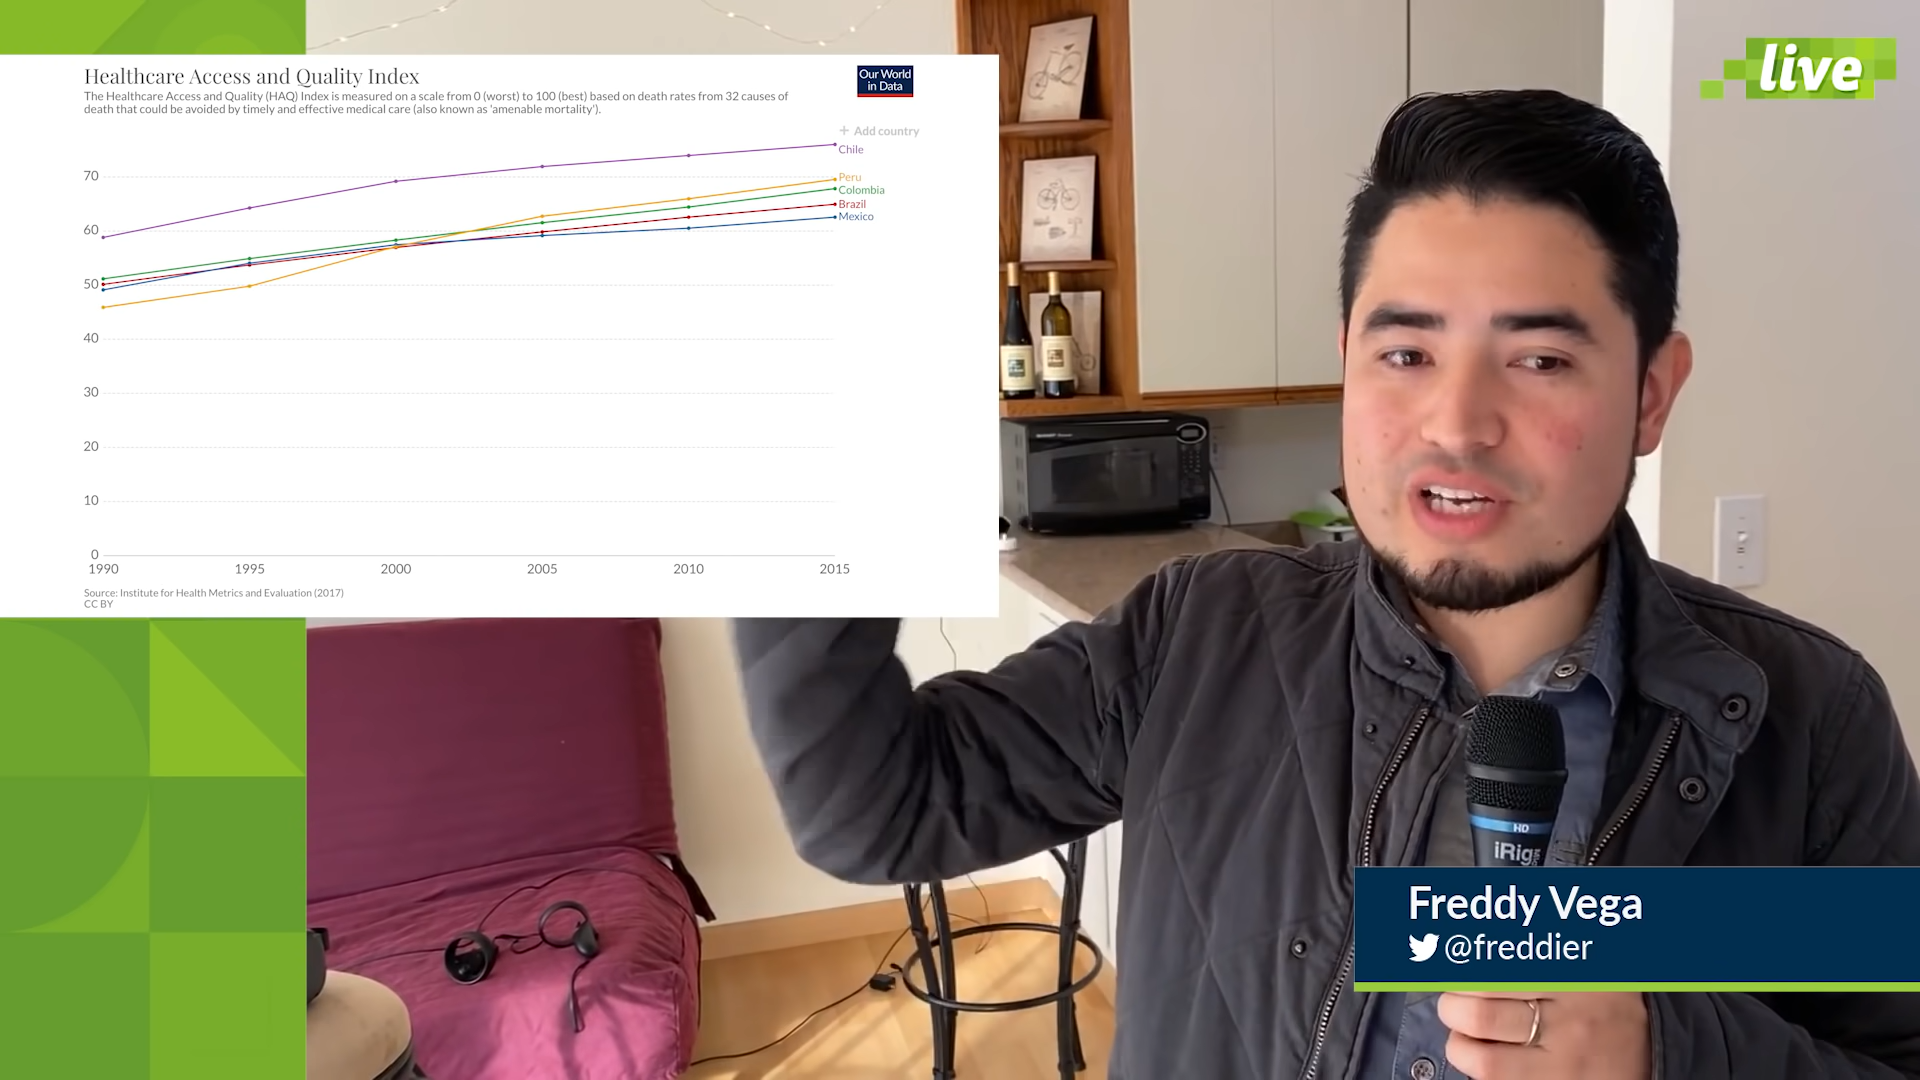 Healthcare Access and Quality Index
The Healthcare Access and Quality (HAQ) Index is measured on a scale from 0 (worst) to 100 (best) based on death rates from 32 causes of
death that could be avoided by timely and effective medical care (also known as 'amenable mortality').
Our World
in Data
+ Add country
Chile
Peru
Colombia
Brazil
Mexico
70
60
50
40
30
20
10
0
1990 1995 2000 2005 2010 2015
Source: Institute for Health Metrics and Evaluation (2017)
CC BY
live
HD
iRig
Freddy Vega
@freddier